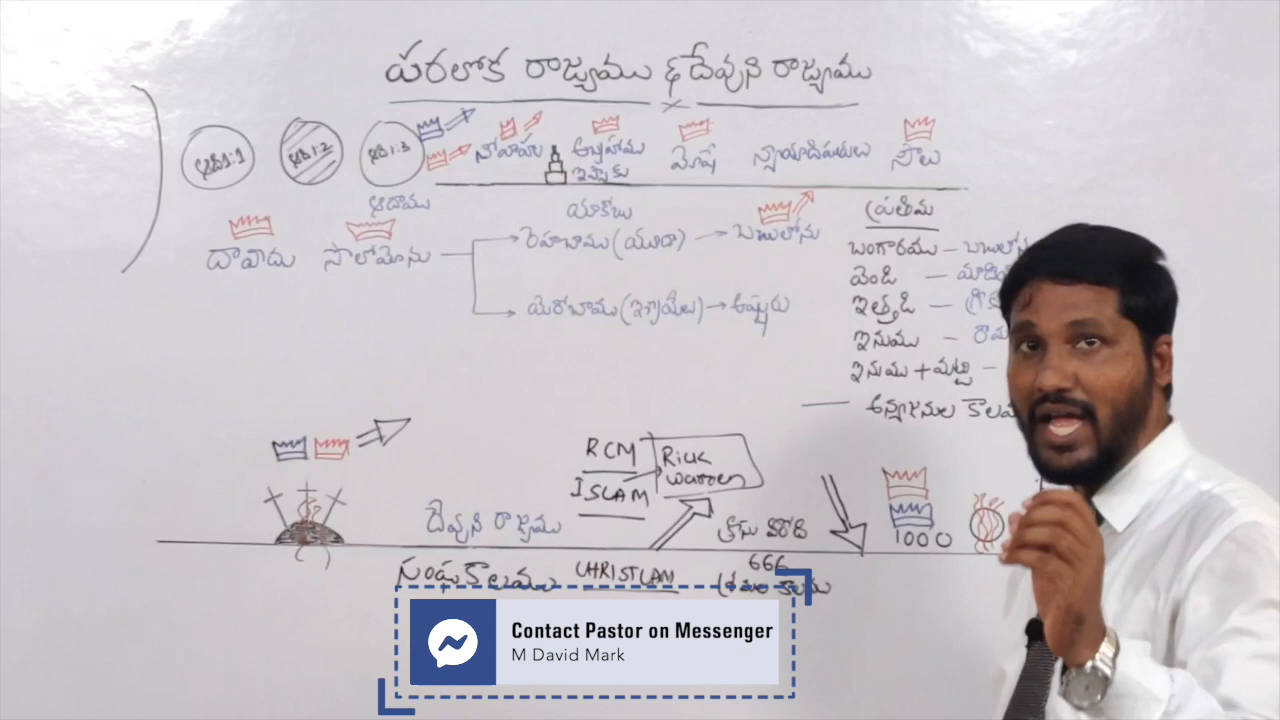 పరలోక రాజ్యము & దేవుని రాజ్యము
ఆది1:1 ఆది1:2 ఆది1:3 నోవాహు అబ్రహాము మోషే న్యాయాధిపతులు సౌలు
ఇస్సాకు
ఆదాము యాకోబు
దావీదు సొలొమోను రెహబాము (యూదా) బబులోను
యెరోబాము (ఇశ్రాయేలు) అష్షూరు
ప్రతిమ
బంగారము – 
వెండి –
ఇత్తడి –
ఇనుము –
ఇనుము + మట్టి –
అన్యజనుల
RCM
ISLAM
Rick
Warren
దేవుని రాజ్యము
క్రీస్తు విరోధి
1000
సంఘకాలము
CHRISTLAM
666
Contact Pastor on Messenger
M David Mark